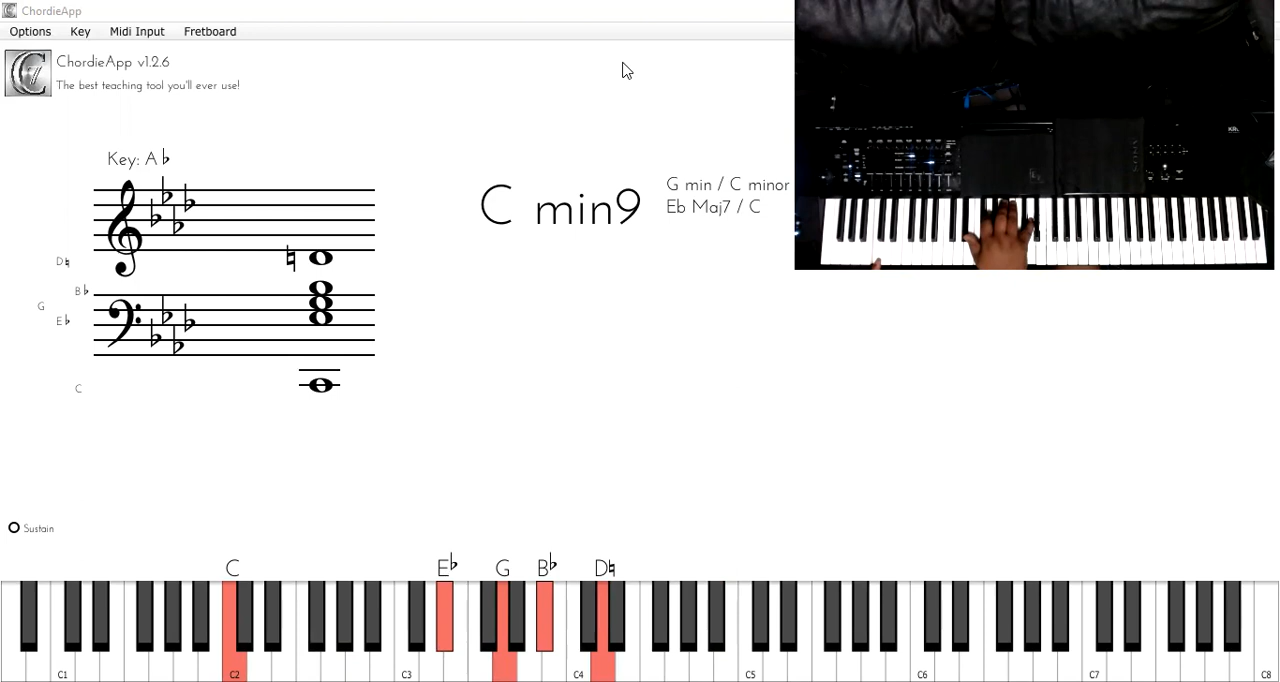 ChordieApp
Options Key Midi Input Fretboard
ChordieApp v1.2.6
The best teaching tool you'll ever use!
Key: A♭
C min9
G min / C minor
Eb Maj7 / C
D♮
B♭
G
E♭
C
Sustain
C E♭ G B♭ D♮
C1 C2 C3 C4 C5 C6 C7 C8